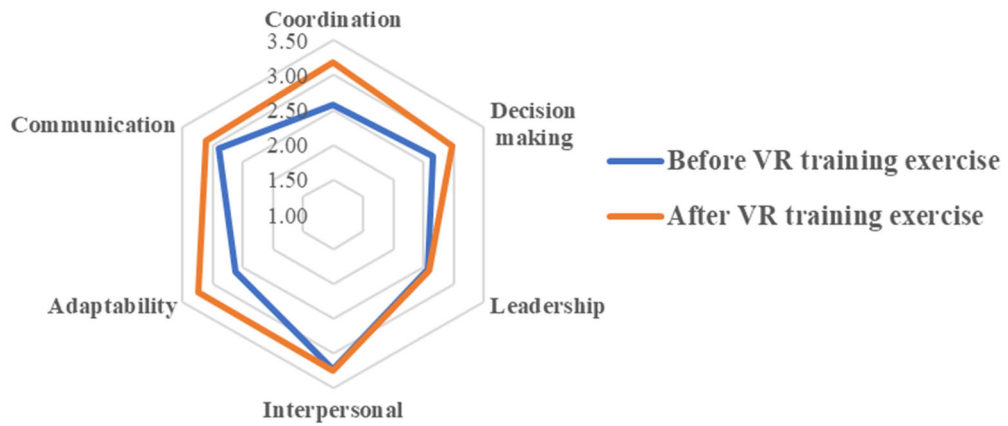 Coordination
3.50
3.00
2.50
2.00
1.50
1.00
Decision
making
Leadership
Interpersonal
Adaptability
Communication
Before VR training exercise
After VR training exercise